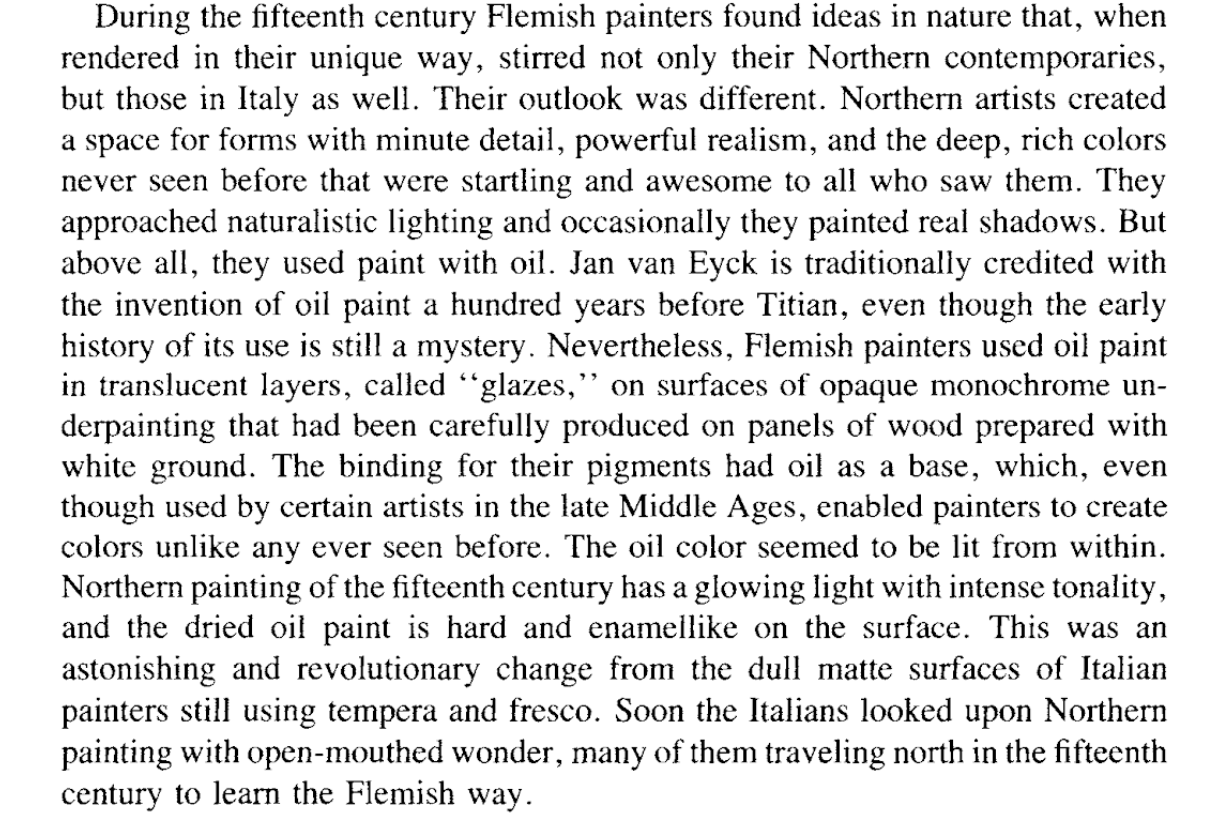 During the fifteenth century Flemish painters found ideas in nature that, when
rendered in their unique way, stirred not only their Northern contemporaries,
but those in Italy as well. Their outlook was different. Northern artists created
a space for forms with minute detail, powerful realism, and the deep, rich colors
never seen before that were startling and awesome to all who saw them. They
approached naturalistic lighting and occasionally they painted real shadows. But
above all, they used paint with oil. Jan van Eyck is traditionally credited with
the invention of oil paint a hundred years before Titian, even though the early
history of its use is still a mystery. Nevertheless, Flemish painters used oil paint
in translucent layers, called ‘‘glazes,’’ on surfaces of opaque monochrome un-
derpainting that had been carefully produced on panels of wood prepared with
white ground. The binding for their pigments had oil as a base, which, even
though used by certain artists in the late Middle Ages, enabled painters to create
colors unlike any ever seen before. The oil color seemed to be lit from within.
Northern painting of the fifteenth century has a glowing light with intense tonality,
and the dried oil paint is hard and enamellike on the surface. This was an
astonishing and revolutionary change from the dull matte surfaces of Italian
painters still using tempera and fresco. Soon the Italians looked upon Northern
painting with open-mouthed wonder, many of them traveling north in the fifteenth
century to learn the Flemish way.